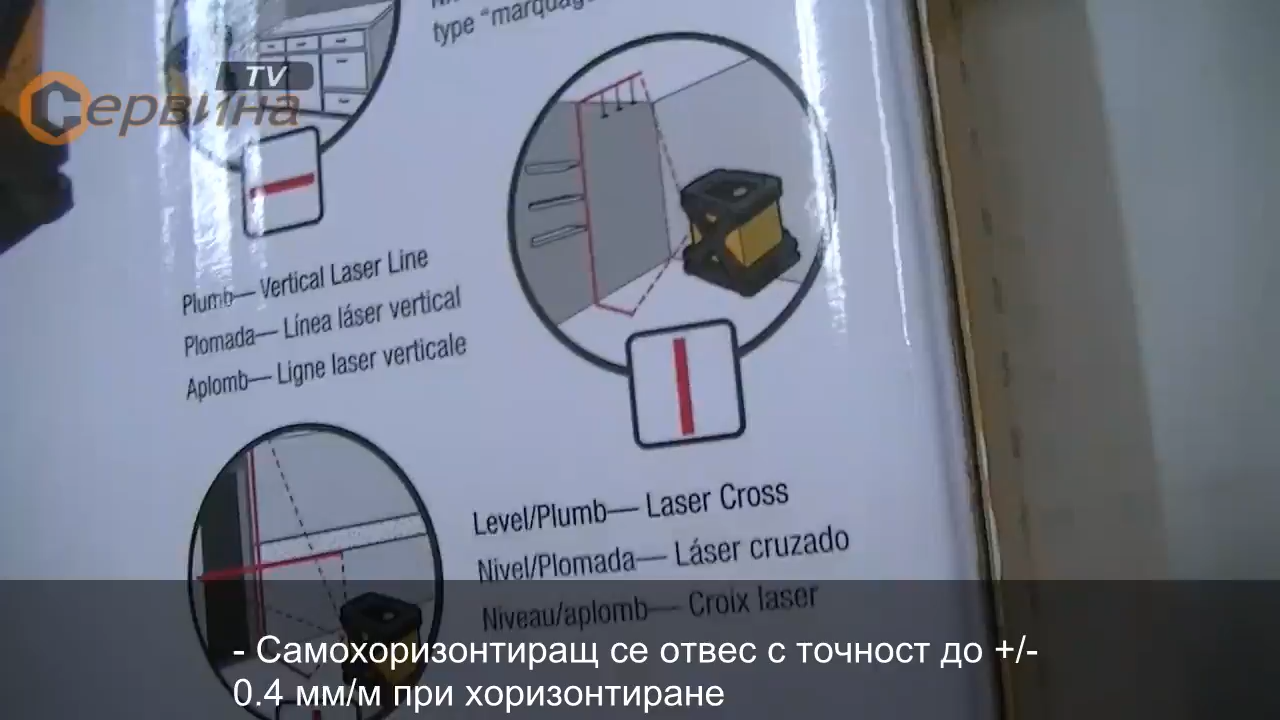 type “marquage
TV
Сервина
Plumb— Vertical Laser Line
Plomada— Línea láser vertical
Aplomb— Ligne laser verticale
Level/Plumb— Laser Cross
Nivel/Plomada— Láser cruzado
Niveau/aplomb— Croix laser
- Самохоризонтиращ се отвес с точност до +/-
0.4 мм/м при хоризонтиране